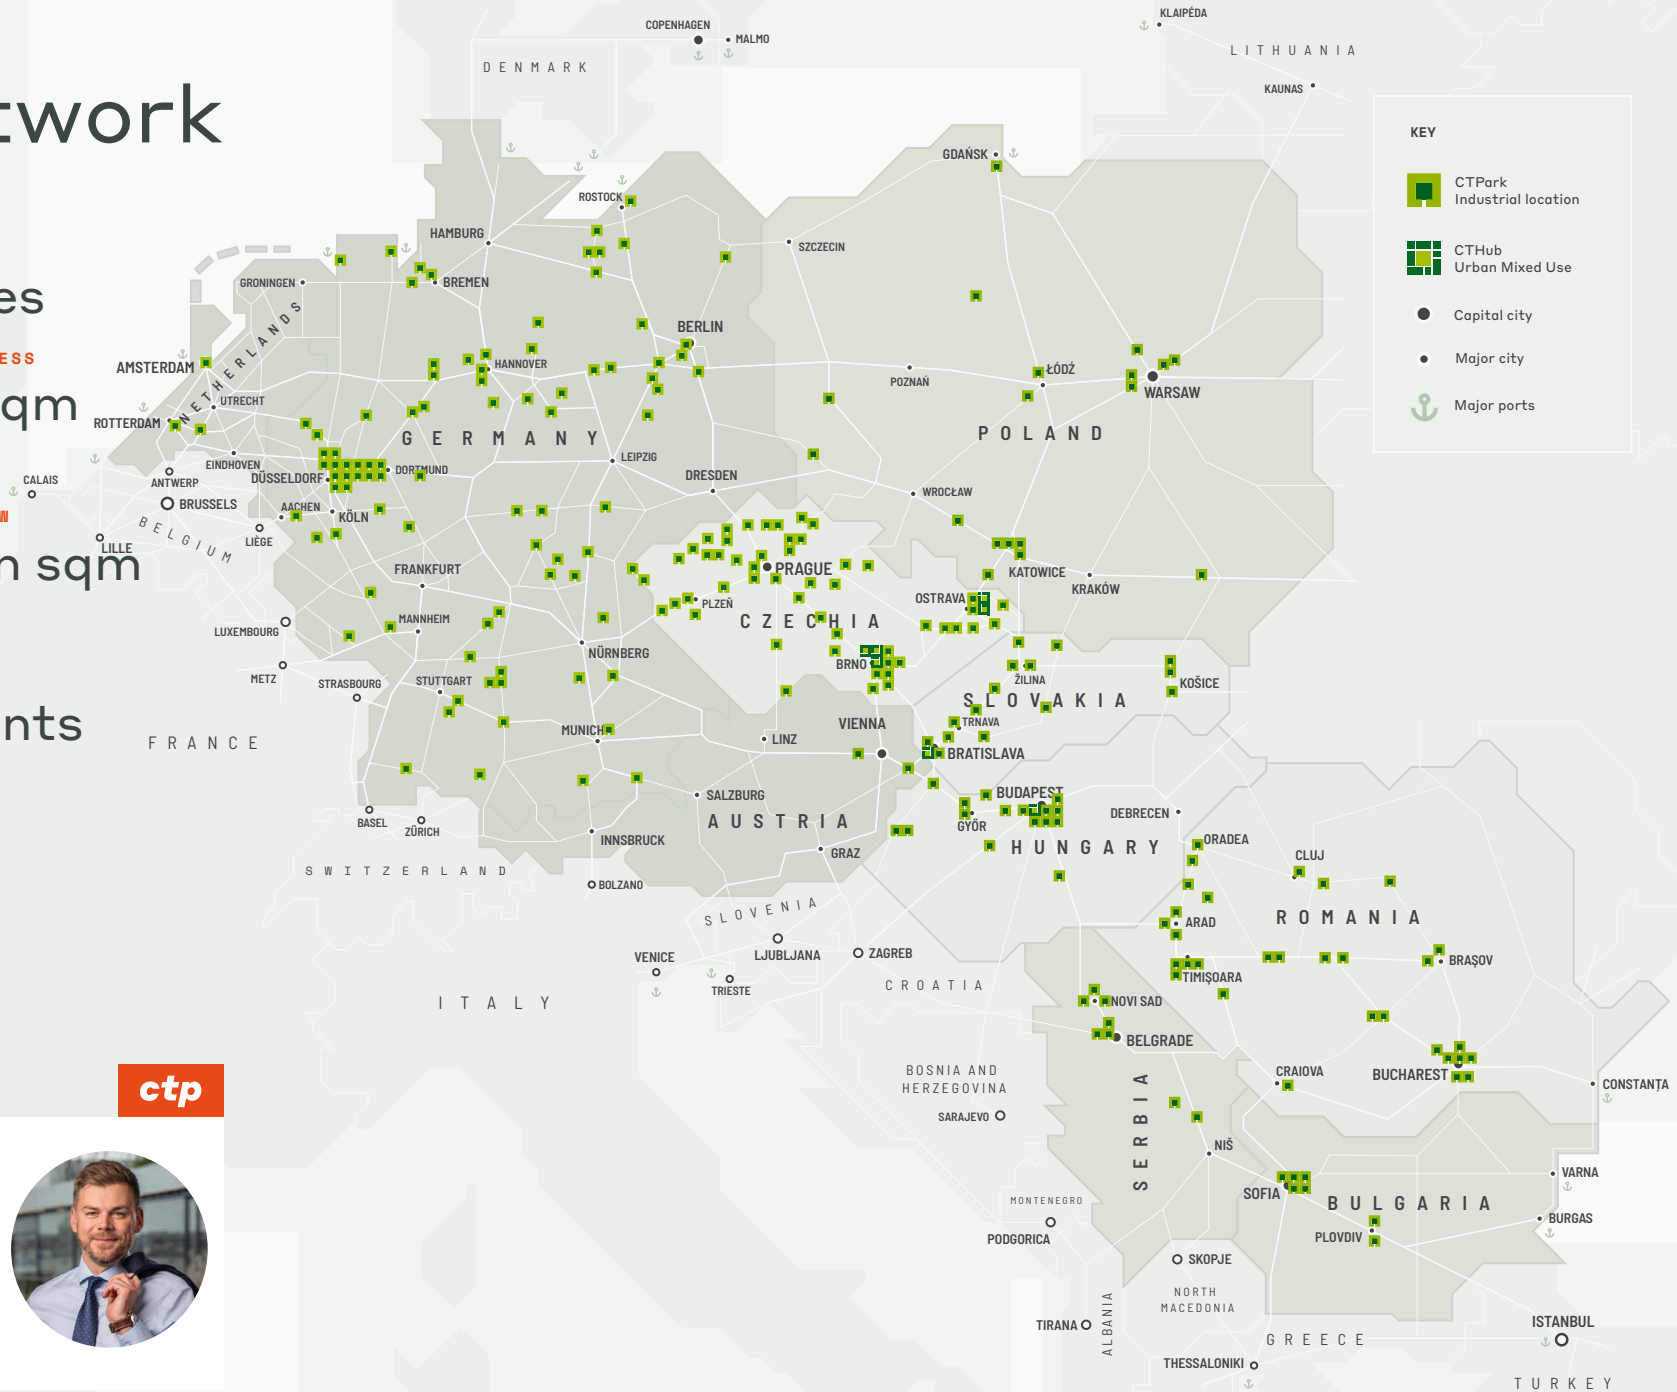 twork
es
ESS
qm
W
n sqm
nts
ctp
KEY
CTPark
Industrial location
CTHub
Urban Mixed Use
Capital city
Major city
Major ports
COPENHAGEN
MALMO
DENMARK
KLAIPÉDA
LITHUANIA
KAUNAS
GDAŃSK
ROSTOCK
HAMBURG
SZCZECIN
GRONINGEN
BREMEN
NETHERLANDS
BERLIN
AMSTERDAM
HANNOVER
POZNAŃ
ŁÓDŹ
WARSAW
UTRECHT
ROTTERDAM
GERMANY
POLAND
EINDHOVEN
LEIPZIG
DORTMUND
DÜSSELDORF
DRESDEN
CALAIS
ANTWERP
WROCŁAW
BRUSSELS
AACHEN
KÖLN
BELGIUM
LIÈGE
LILLE
FRANKFURT
PRAGUE
KATOWICE
KRAKÓW
PLZEŇ
OSTRAVA
CZECHIA
MANNHEIM
LUXEMBOURG
NÜRNBERG
BRNO
METZ
STRASBOURG
STUTTGART
ŽILINA
KOŠICE
SLOVAKIA
TRNAVA
VIENNA
MUNICH
LINZ
FRANCE
BRATISLAVA
SALZBURG
BUDAPEST
DEBRECEN
BASEL
ZÜRICH
AUSTRIA
GYŐR
INNSBRUCK
GRAZ
HUNGARY
ORADEA
CLUJ
SWITZERLAND
BOLZANO
SLOVENIA
ROMANIA
ARAD
LJUBLJANA
ZAGREB
VENICE
TRIESTE
CROATIA
TIMIȘOARA
BRAȘOV
ITALY
NOVI SAD
BELGRADE
BOSNIA AND
HERZEGOVINA
SARAJEVO
SERBIA
CRAIOVA
BUCHAREST
CONSTANȚA
NIŠ
SOFIA
BULGARIA
VARNA
MONTENEGRO
PODGORICA
PLOVDIV
BURGAS
SKOPJE
NORTH
MACEDONIA
TIRANA
ALBANIA
GREECE
ISTANBUL
THESSALONIKI
TURKEY